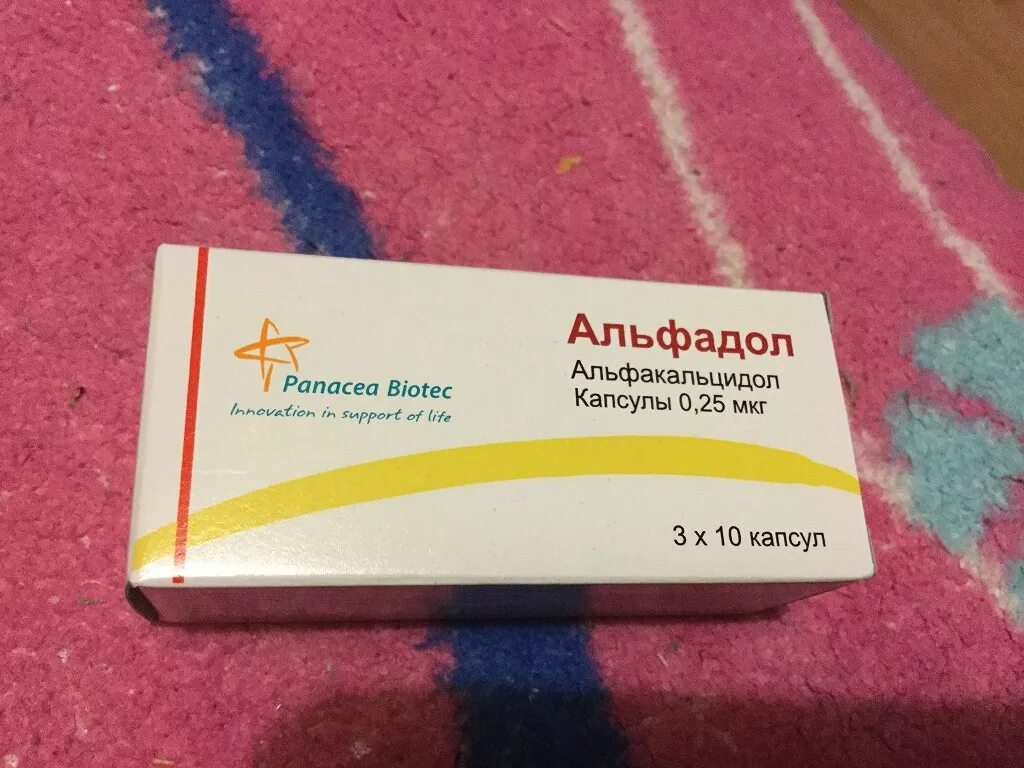 Panacea Biotec
Innovation in support of life
Альфадол
Альфакальцидол
Капсулы 0,25 мкг
3 x 10 капсул